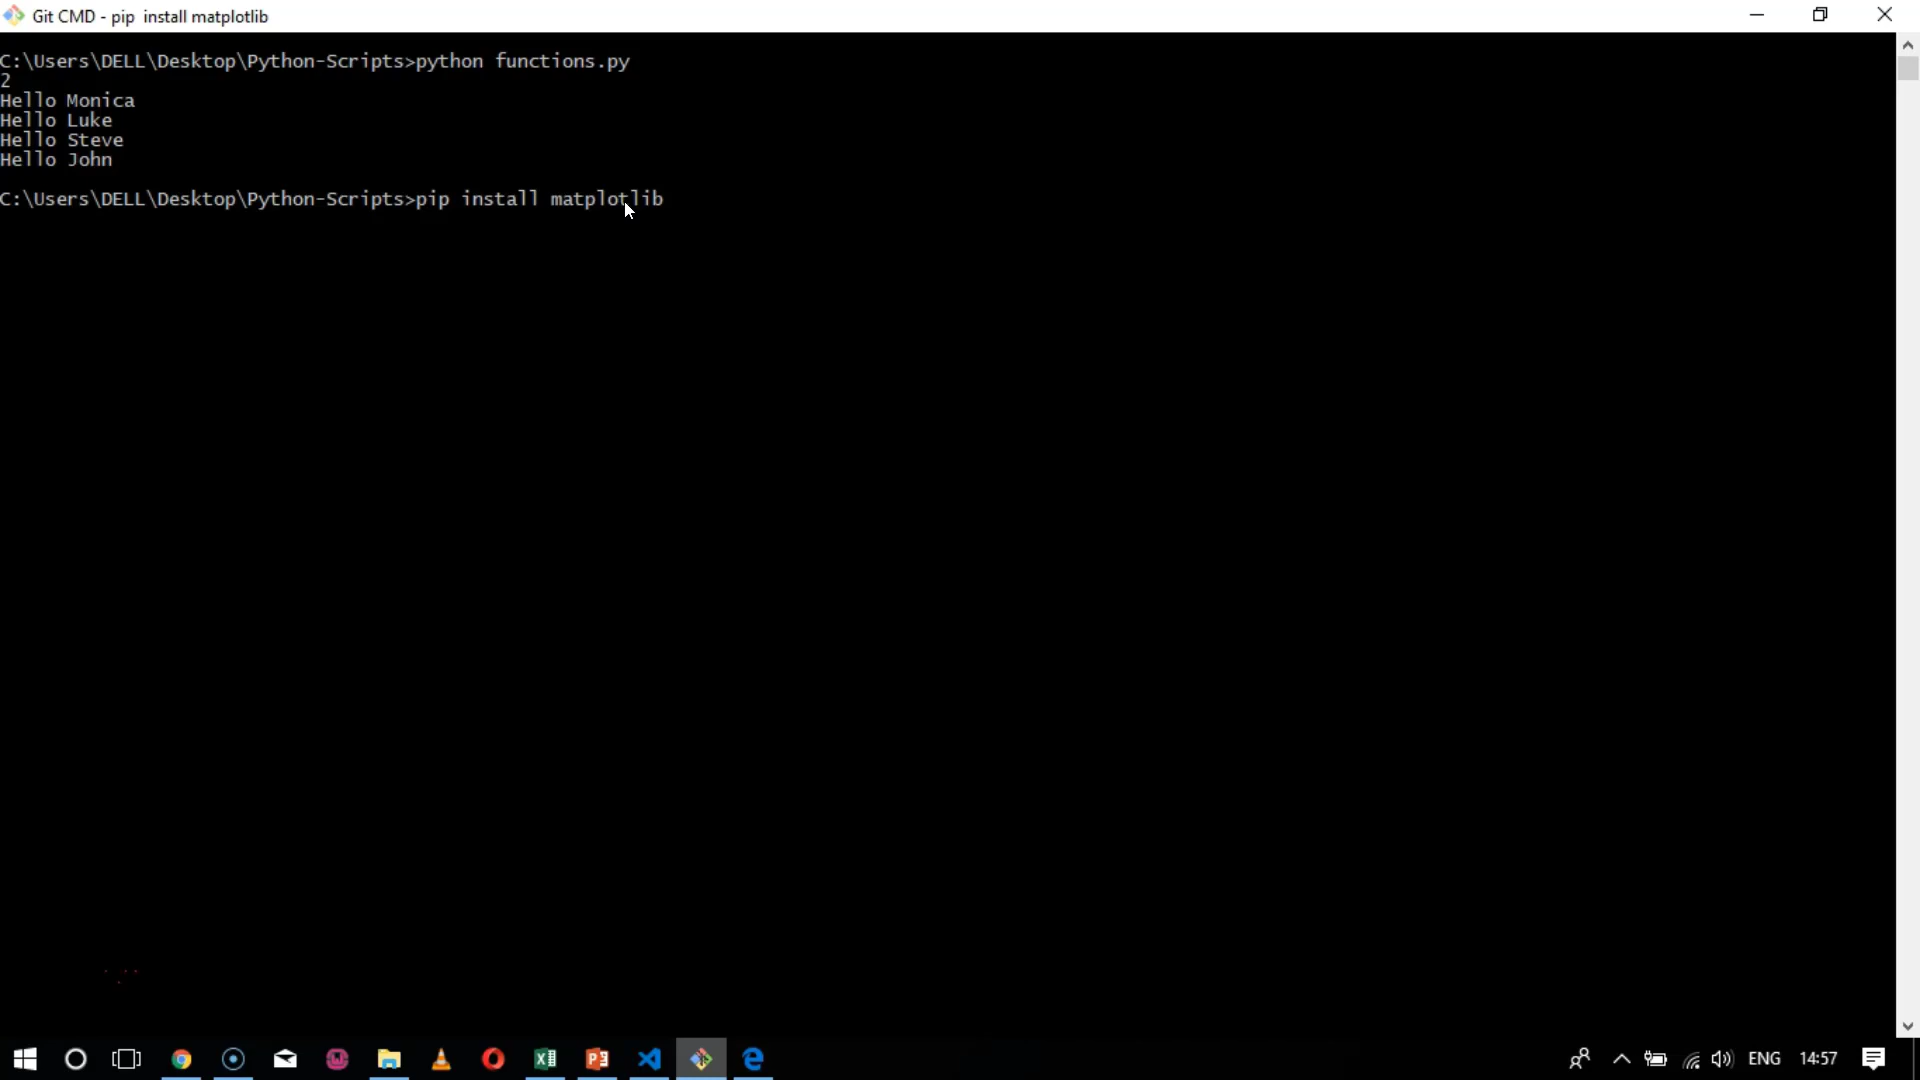 Git CMD - pip  install matplotlib
C:\Users\DELL\Desktop\Python-Scripts>python functions.py
2
Hello Monica
Hello Luke
Hello Steve
Hello John
C:\Users\DELL\Desktop\Python-Scripts>pip install matplotlib
ENG 14:57